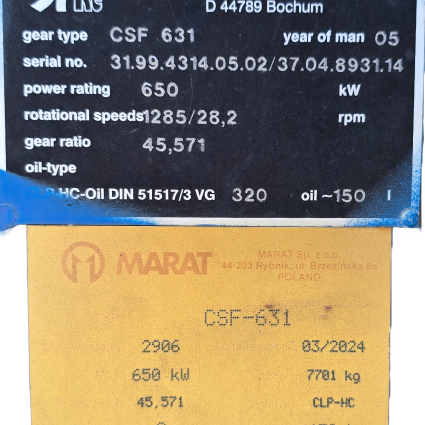 D 44789 Bochum
gear type CSF 631 year of man 05
serial no. 31.99.4314.05.02/37.04.8931.14
power rating 650 kW
rotational speeds 1285/28,2 rpm
gear ratio 45,571
oil-type
HC-Oil DIN 51517/3 VG 320 oil ~150 l
MARAT
MARAT Sp. z o.o.
44-203 Rybnik, ul. Brzezińska 8a
POLAND
CSF-631
2906 03/2024
650 kW 7701 kg
45,571 CLP-HC